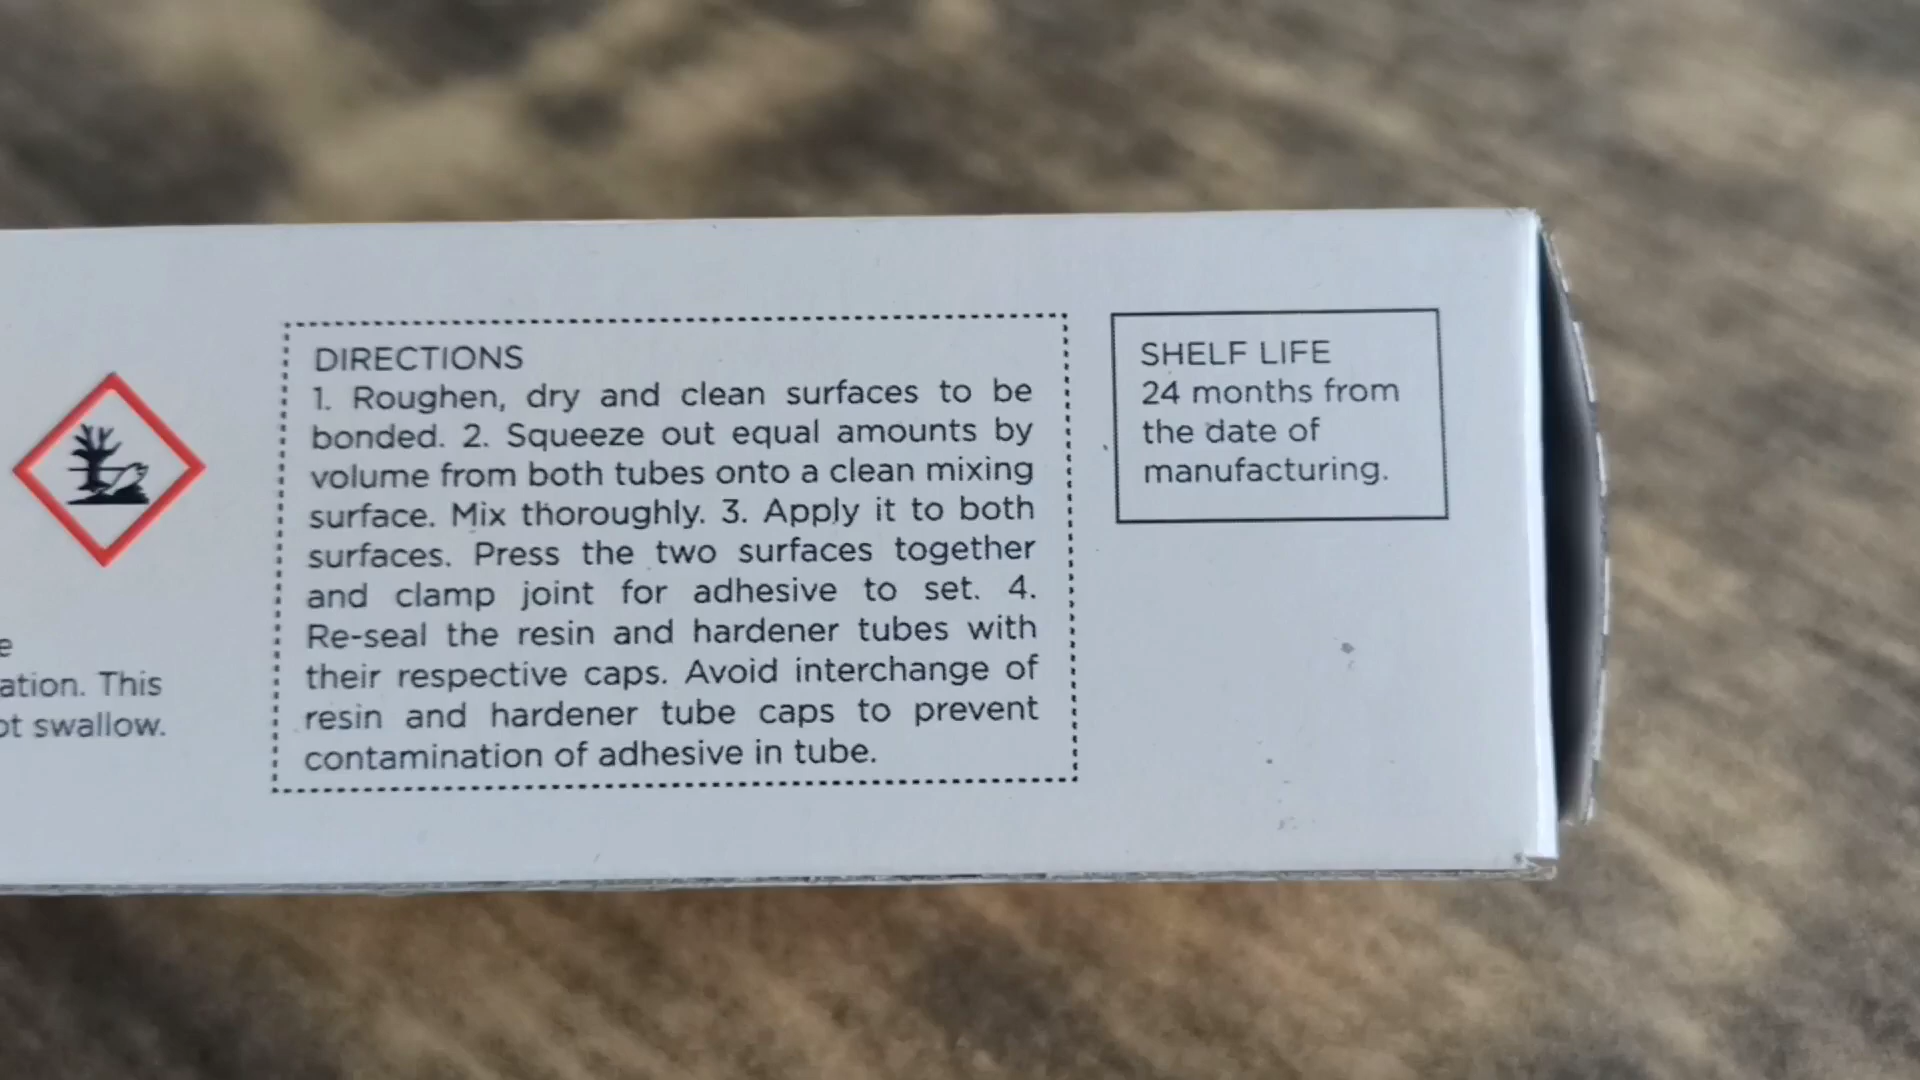 DIRECTIONS
1. Roughen, dry and clean surfaces to be
bonded. 2. Squeeze out equal amounts by
volume from both tubes onto a clean mixing
surface. Mix thoroughly. 3. Apply it to both
surfaces. Press the two surfaces together
and clamp joint for adhesive to set. 4.
Re-seal the resin and hardener tubes with
their respective caps. Avoid interchange of
resin and hardener tube caps to prevent
contamination of adhesive in tube.
SHELF LIFE
24 months from
the date of
manufacturing.
This
swallow.